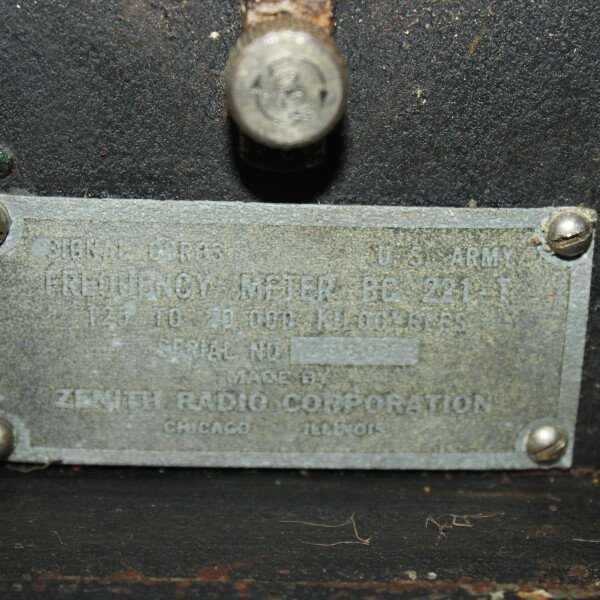 SIGNAL CORPS U. S. ARMY
FREQUENCY METER BC-221-T
125 TO 20 000 KILOCYCLES
SERIAL NO
MADE BY
ZENITH RADIO CORPORATION
CHICAGO ILLINOIS